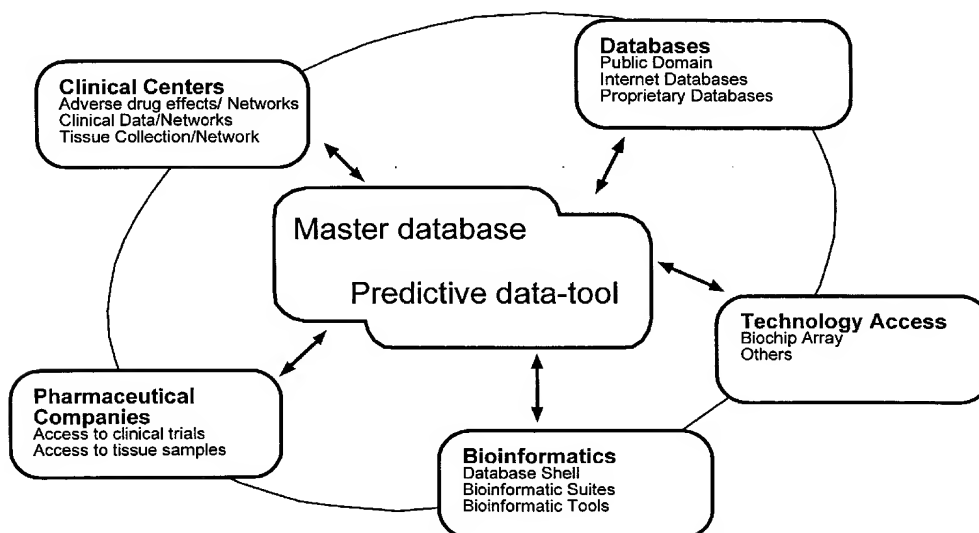 Databases
Public Domain
Internet Databases
Proprietary Databases
Clinical Centers
Adverse drug effects/ Networks
Clinical Data/Networks
Tissue Collection/Network
Master database
Predictive data-tool
Technology Access
Biochip Array
Others
Pharmaceutical
Companies
Access to clinical trials
Access to tissue samples
Bioinformatics
Database Shell
Bioinformatic Suites
Bioinformatic Tools